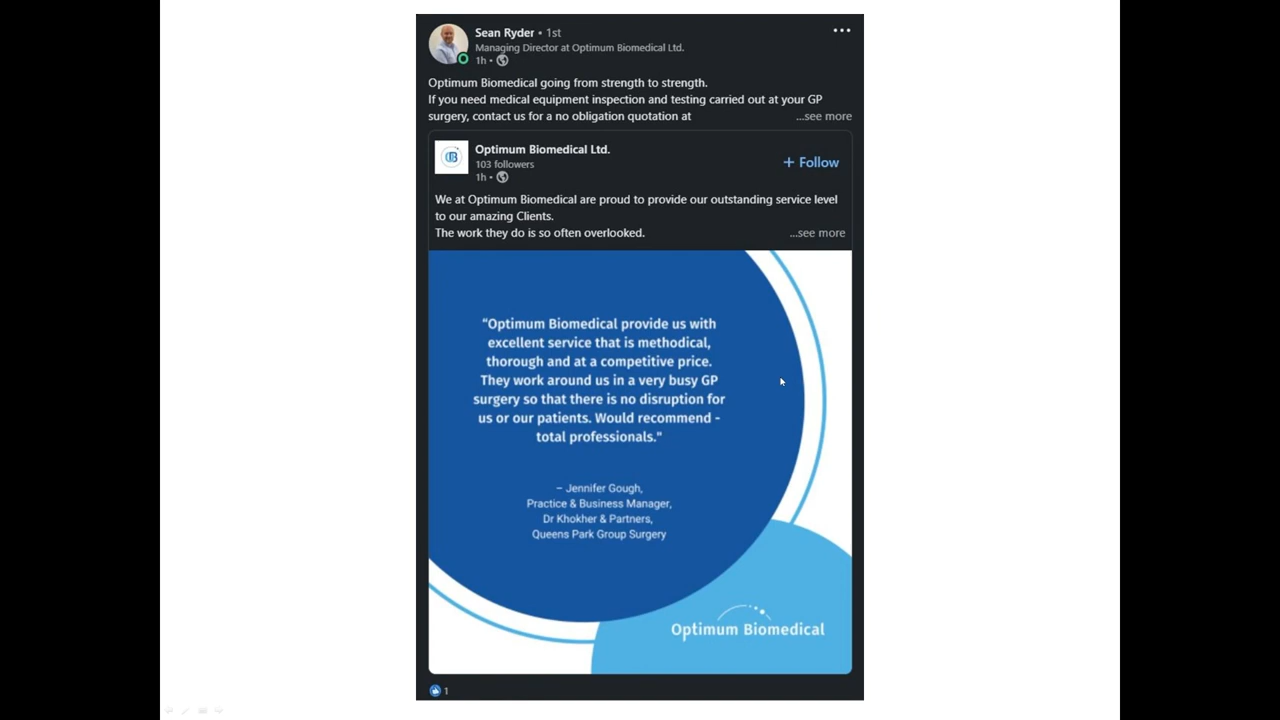 Sean Ryder • 1st
Managing Director at Optimum Biomedical Ltd.
1h •
Optimum Biomedical going from strength to strength.
If you need medical equipment inspection and testing carried out at your GP
surgery, contact us for a no obligation quotation at ...see more
Optimum Biomedical Ltd.
103 followers
1h •
+ Follow
We at Optimum Biomedical are proud to provide our outstanding service level
to our amazing Clients.
The work they do is so often overlooked. ...see more
“Optimum Biomedical provide us with
excellent service that is methodical,
thorough and at a competitive price.
They work around us in a very busy GP
surgery so that there is no disruption for
us or our patients. Would recommend -
total professionals."
– Jennifer Gough,
Practice & Business Manager,
Dr Khokher & Partners,
Queens Park Group Surgery
Optimum Biomedical
1